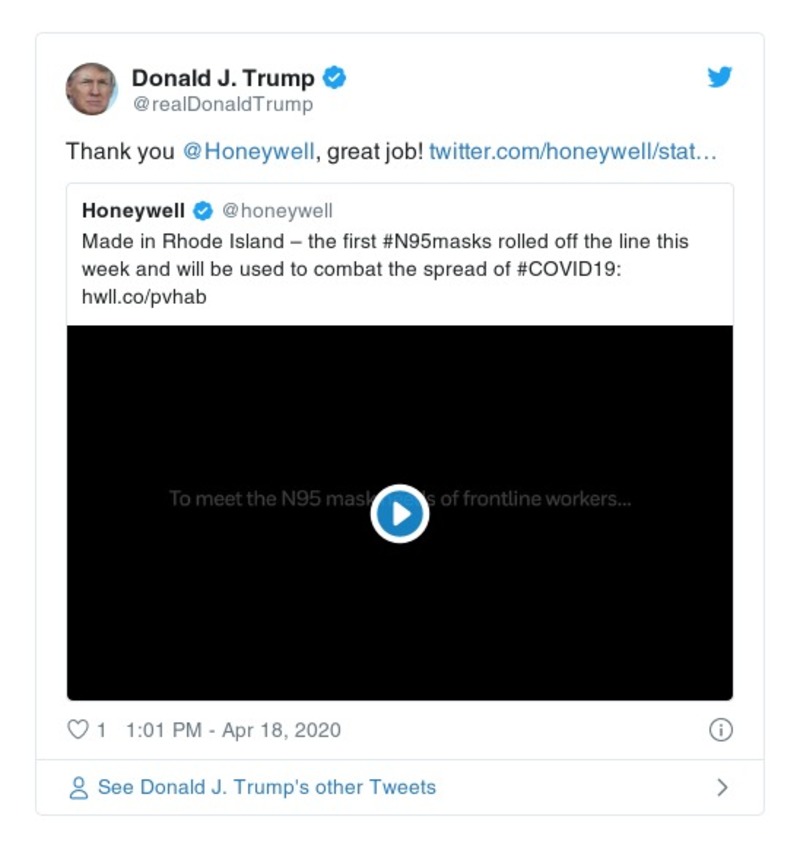 Donald J. Trump
@realDonaldTrump
Thank you @Honeywell, great job! twitter.com/honeywell/stat…
Honeywell @honeywell
Made in Rhode Island – the first #N95masks rolled off the line this
week and will be used to combat the spread of #COVID19:
hwll.co/pvhab
To meet the N95 mask of frontline workers...
1 1:01 PM - Apr 18, 2020
See Donald J. Trump's other Tweets